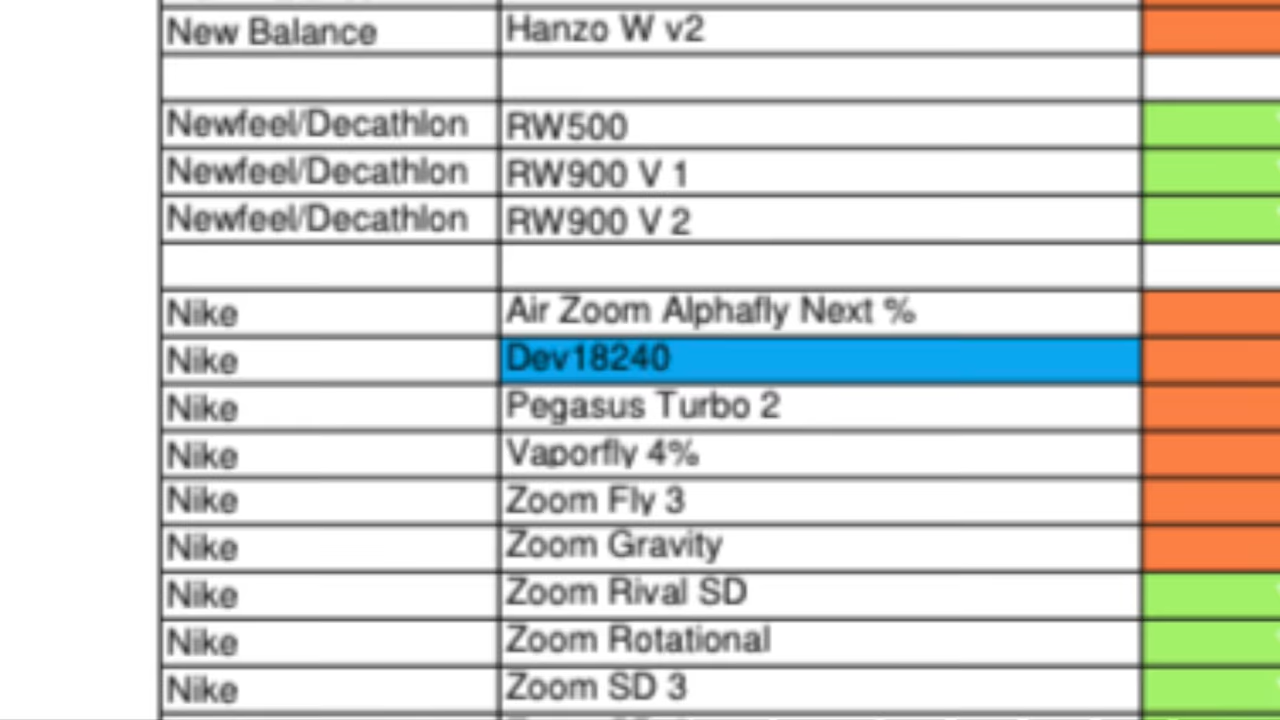 New Balance Hanzo W v2
Newfeel/Decathlon RW500
Newfeel/Decathlon RW900 V 1
Newfeel/Decathlon RW900 V 2
Nike Air Zoom Alphafly Next %
Nike Dev18240
Nike Pegasus Turbo 2
Nike Vaporfly 4%
Nike Zoom Fly 3
Nike Zoom Gravity
Nike Zoom Rival SD
Nike Zoom Rotational
Nike Zoom SD 3